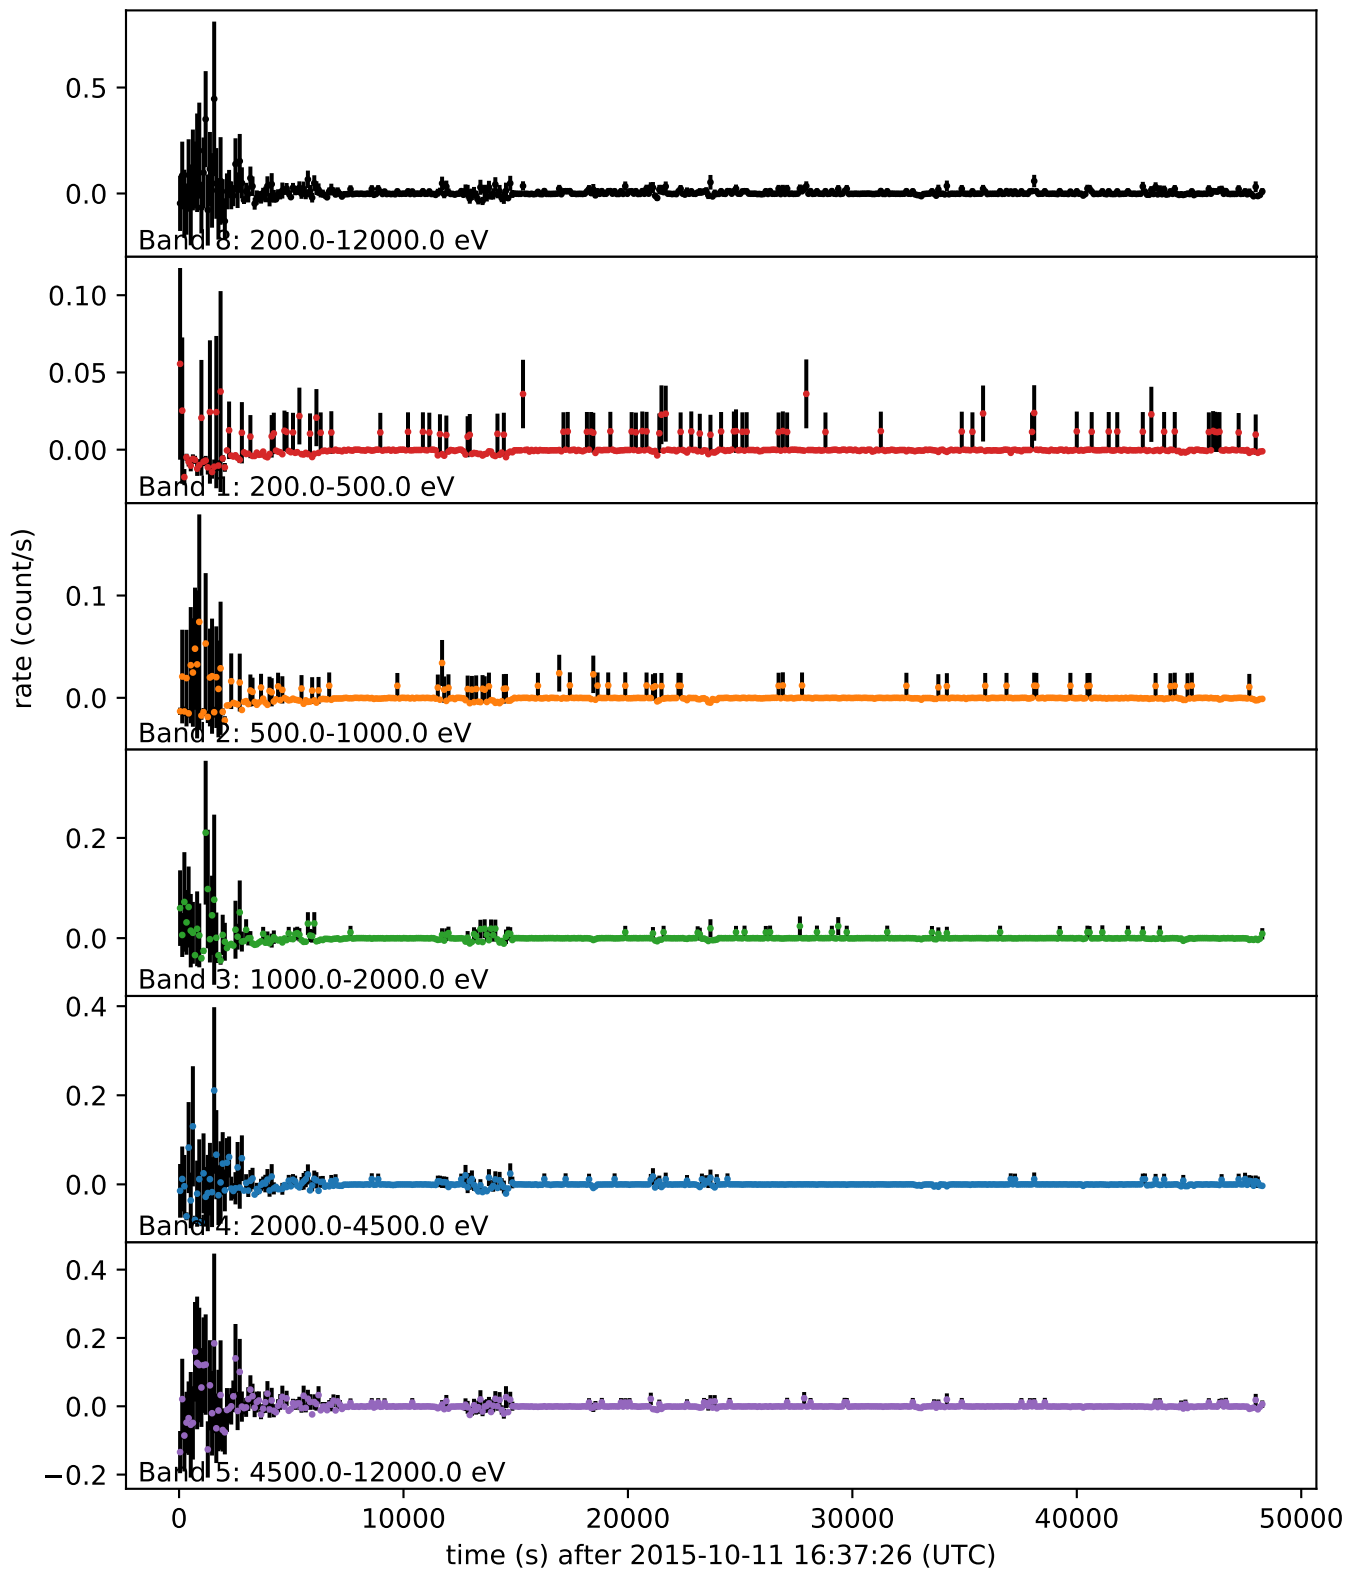 0.5
0.0
Band 8: 200.0-12000.0 eV
0.10
0.05
0.00
Band 1: 200.0-500.0 eV
0.1
0.0
Band 2: 500.0-1000.0 eV
rate (count/s)
0.2
0.0
Band 3: 1000.0-2000.0 eV
0.4
0.2
0.0
Band 4: 2000.0-4500.0 eV
0.4
0.2
0.0
−0.2
Band 5: 4500.0-12000.0 eV
0 10000 20000 30000 40000 50000
time (s) after 2015-10-11 16:37:26 (UTC)